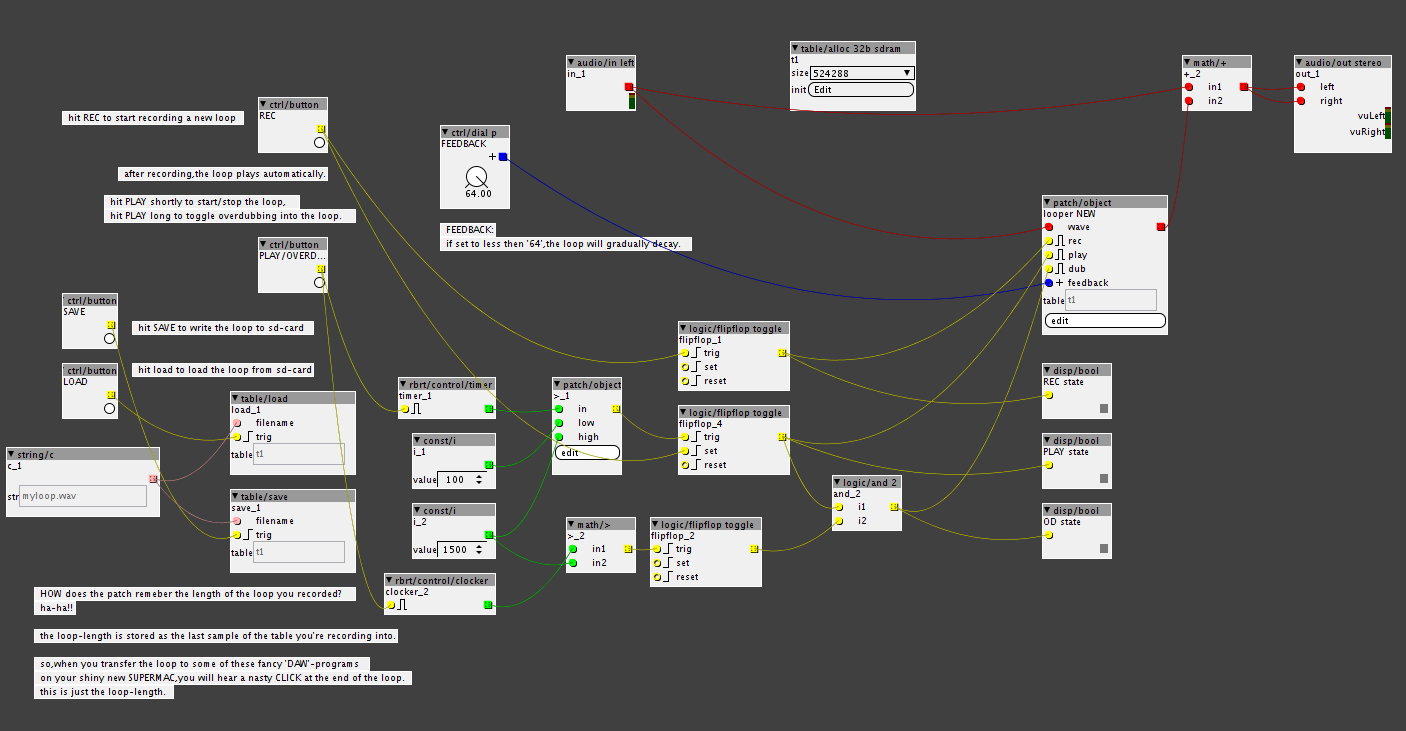 audio/in left
in_1
table/alloc 32b sdram
t1
size 524288
init Edit
math/+
+_2
in1
in2
audio/out stereo
out_1
left
right
vuLeft
vuRight
ctrl/button
REC
hit REC to start recording a new loop
ctrl/dial p
FEEDBACK
+
64.00
after recording,the loop plays automatically.
hit PLAY shortly to start/stop the loop,
hit PLAY long to toggle overdubbing into the loop.
FEEDBACK:
if set to less then '64',the loop will gradually decay.
patch/object
looper NEW
wave
rec
play
dub
+ feedback
table t1
edit
ctrl/button
PLAY/OVERD...
ctrl/button
SAVE
hit SAVE to write the loop to sd-card
ctrl/button
LOAD
hit load to load the loop from sd-card
logic/flipflop toggle
flipflop_1
trig
set
reset
disp/bool
REC state
table/load
load_1
filename
trig
table t1
rbrt/control/timer
timer_1
patch/object
>_1
in
low
high
edit
logic/flipflop toggle
flipflop_4
trig
set
reset
disp/bool
PLAY state
string/c
c_1
str myloop.wav
const/i
i_1
value 100
table/save
save_1
filename
trig
table t1
const/i
i_2
value 1500
math/>
>_2
in1
in2
logic/flipflop toggle
flipflop_2
trig
set
reset
logic/and 2
and_2
i1
i2
disp/bool
OD state
rbrt/control/clocker
clocker_2
HOW does the patch remeber the length of the loop you recorded?
ha-ha!!
the loop-length is stored as the last sample of the table you're recording into.
so,when you transfer the loop to some of these fancy 'DAW'-programs
on your shiny new SUPERMAC,you will hear a nasty CLICK at the end of the loop.
this is just the loop-length.